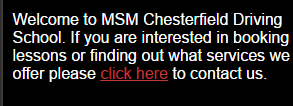 Welcome to MSM Chesterfield Driving
School. If you are interested in booking
lessons or finding out what services we
offer please click here to contact us.